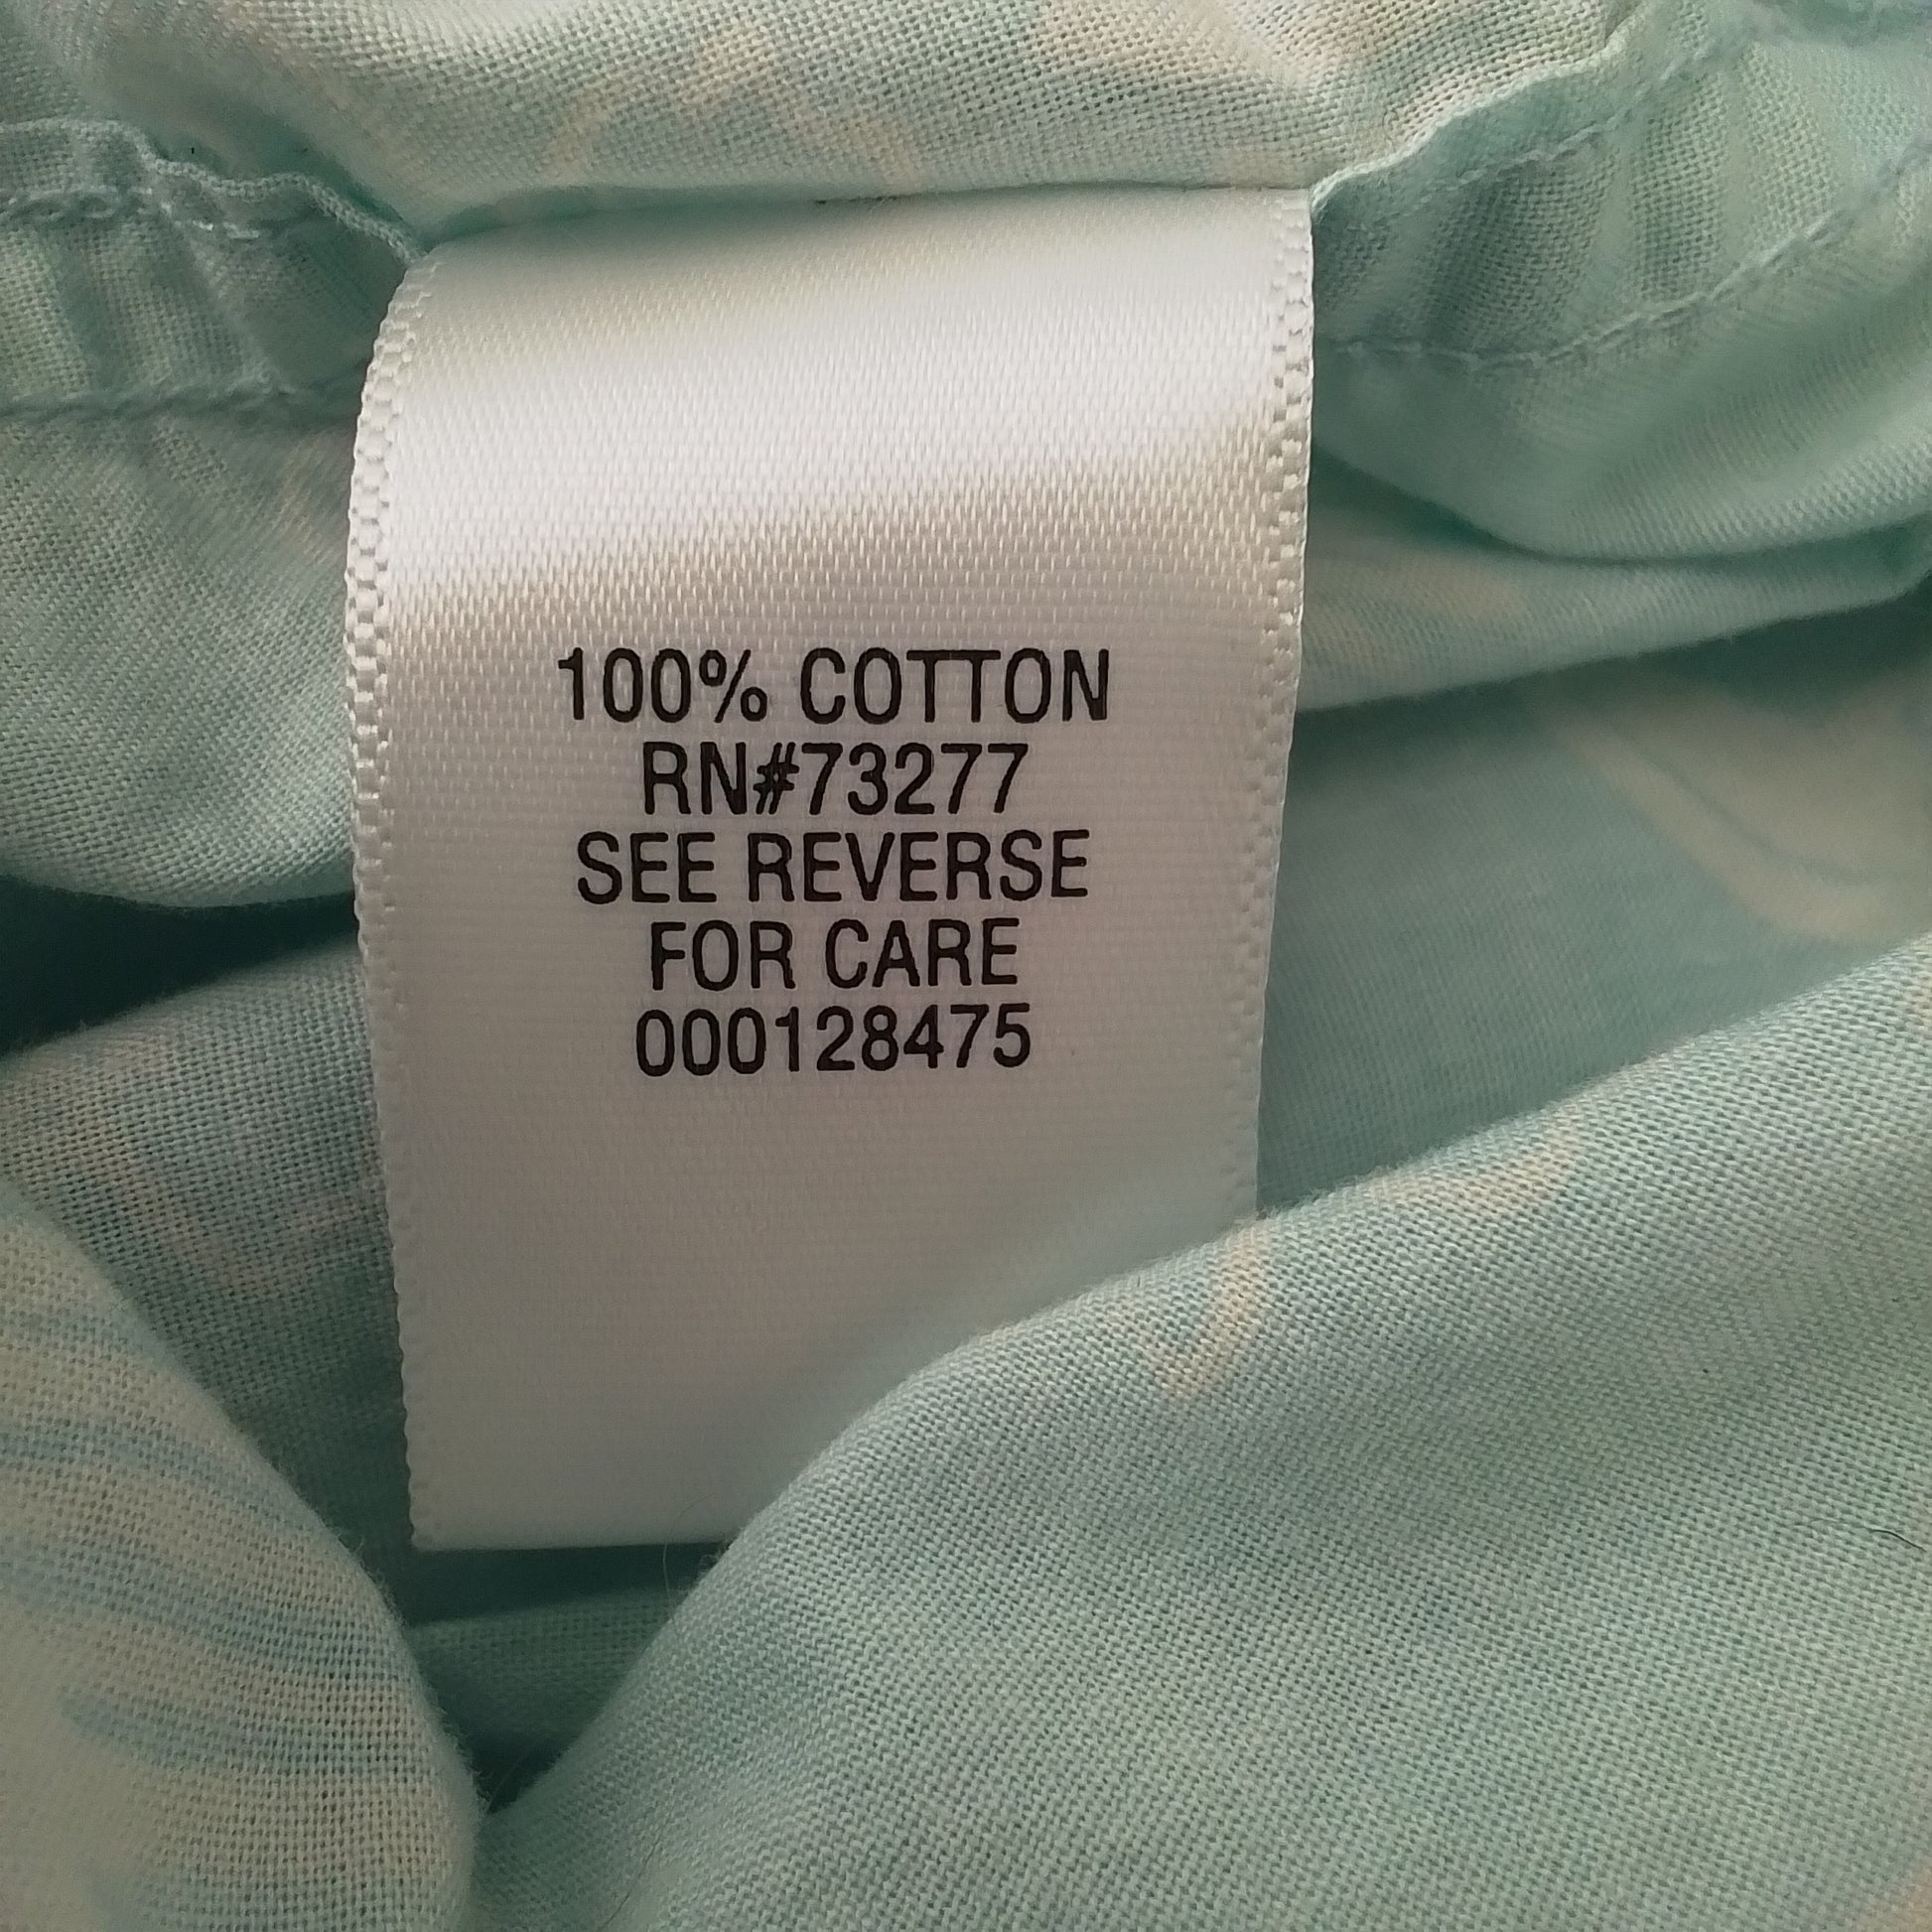 100% COTTON
RN#73277
SEE REVERSE
FOR CARE
000128475